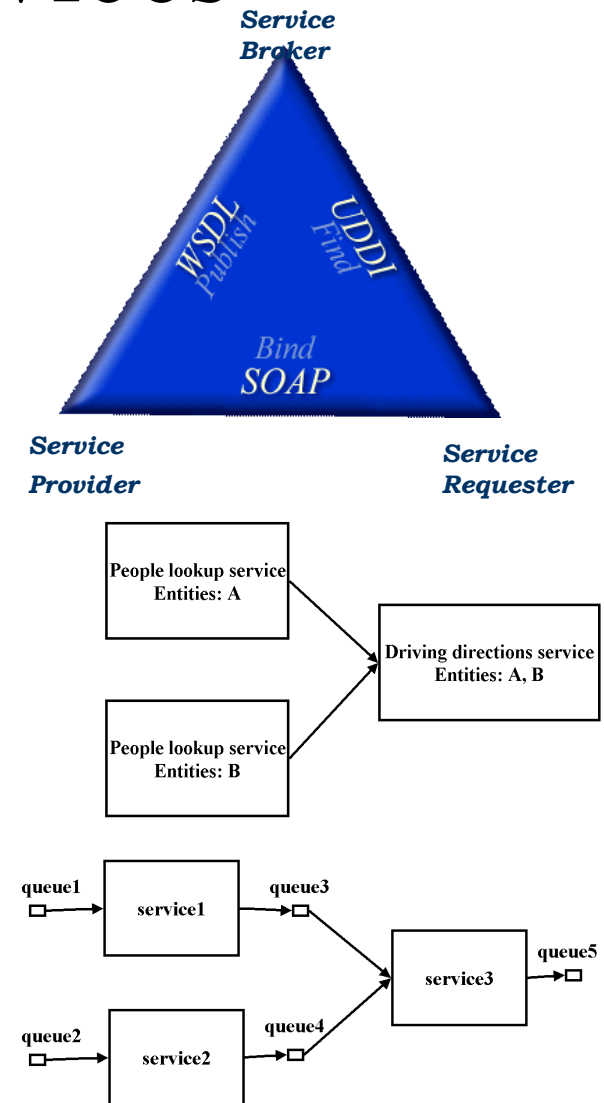 Service
Broker
WSDL
Publish
UDDI
Find
Bind
SOAP
Service
Provider
Service
Requester
People lookup service
Entities: A
Driving directions service
Entities: A, B
People lookup service
Entities: B
queue1
service1
queue3
service3
queue5
queue2
service2
queue4